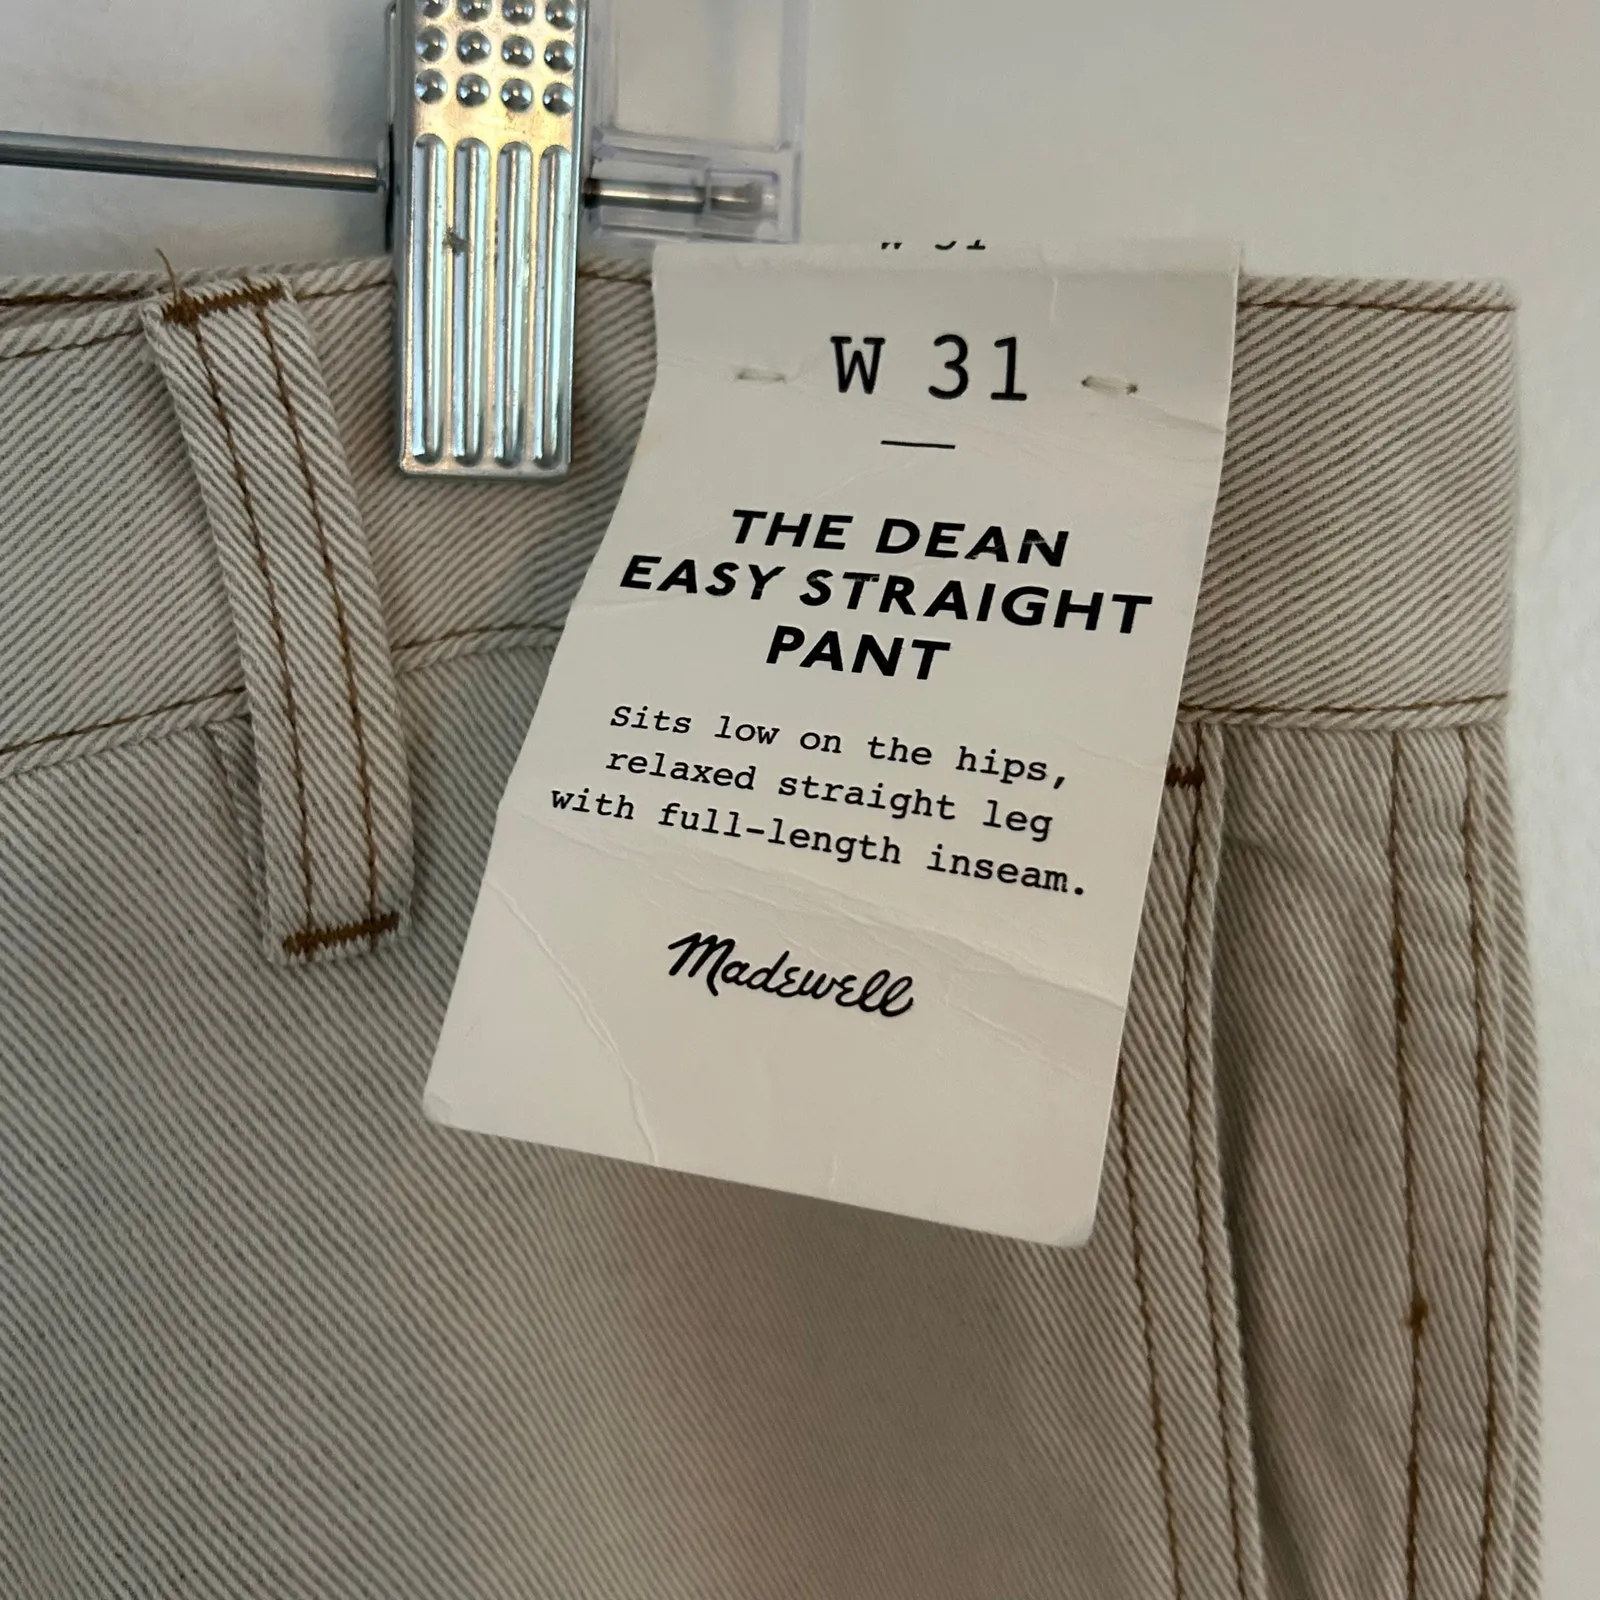 W 31
W 31
THE DEAN
EASY STRAIGHT
PANT
Sits low on the hips,
relaxed straight leg
with full-length inseam.
Madewell